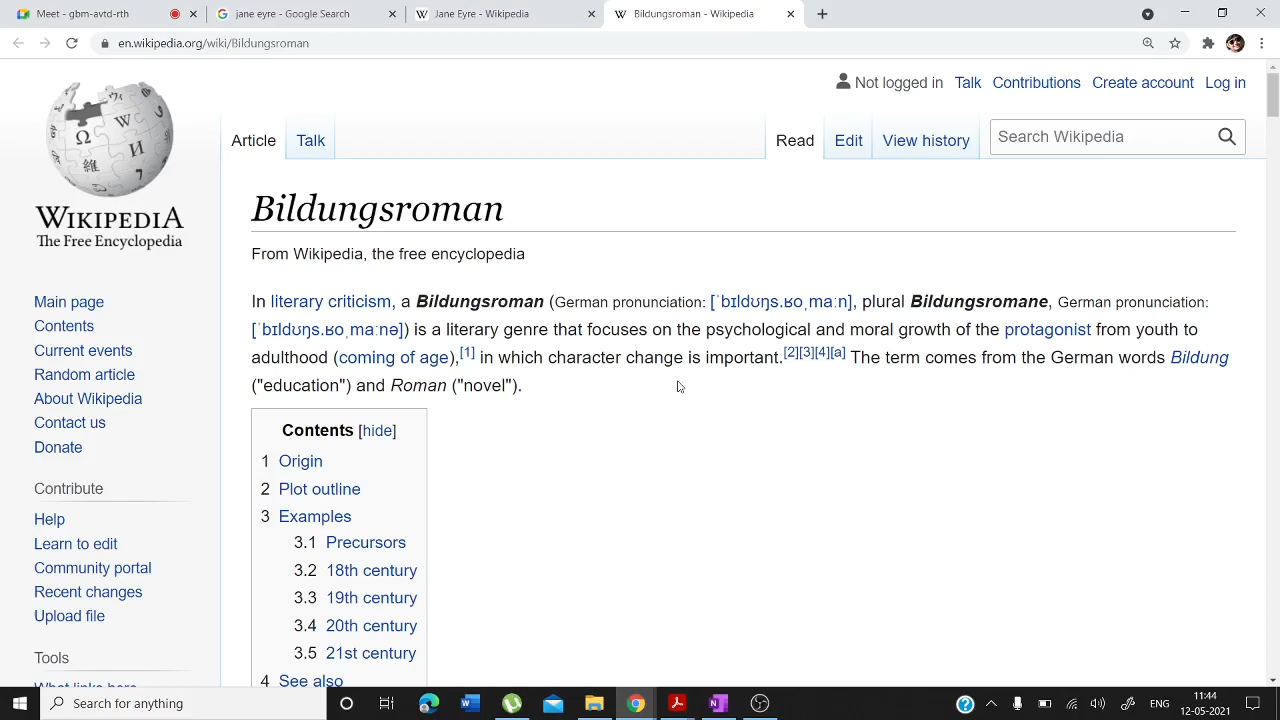 Meet - gbm-avtd-rth
jane eyre - Google Search
Jane Eyre - Wikipedia
Bildungsroman - Wikipedia
en.wikipedia.org/wiki/Bildungsroman
Not logged in Talk Contributions Create account Log in
Article Talk Read Edit View history Search Wikipedia
WIKIPEDIA
The Free Encyclopedia
Bildungsroman
From Wikipedia, the free encyclopedia
In literary criticism, a Bildungsroman (German pronunciation: [ˈbɪldʊŋs.ʁoˌmaːn], plural Bildungsromane, German pronunciation:
[ˈbɪldʊŋs.ʁoˌmaːnə]) is a literary genre that focuses on the psychological and moral growth of the protagonist from youth to
adulthood (coming of age),[1] in which character change is important.[2][3][4][a] The term comes from the German words Bildung
("education") and Roman ("novel").
Main page
Contents
Current events
Random article
About Wikipedia
Contact us
Donate
Contribute
Help
Learn to edit
Community portal
Recent changes
Upload file
Tools
What links here
Contents [hide]
1 Origin
2 Plot outline
3 Examples
3.1 Precursors
3.2 18th century
3.3 19th century
3.4 20th century
3.5 21st century
4 See also
Search for anything
ENG
11:44
12-05-2021